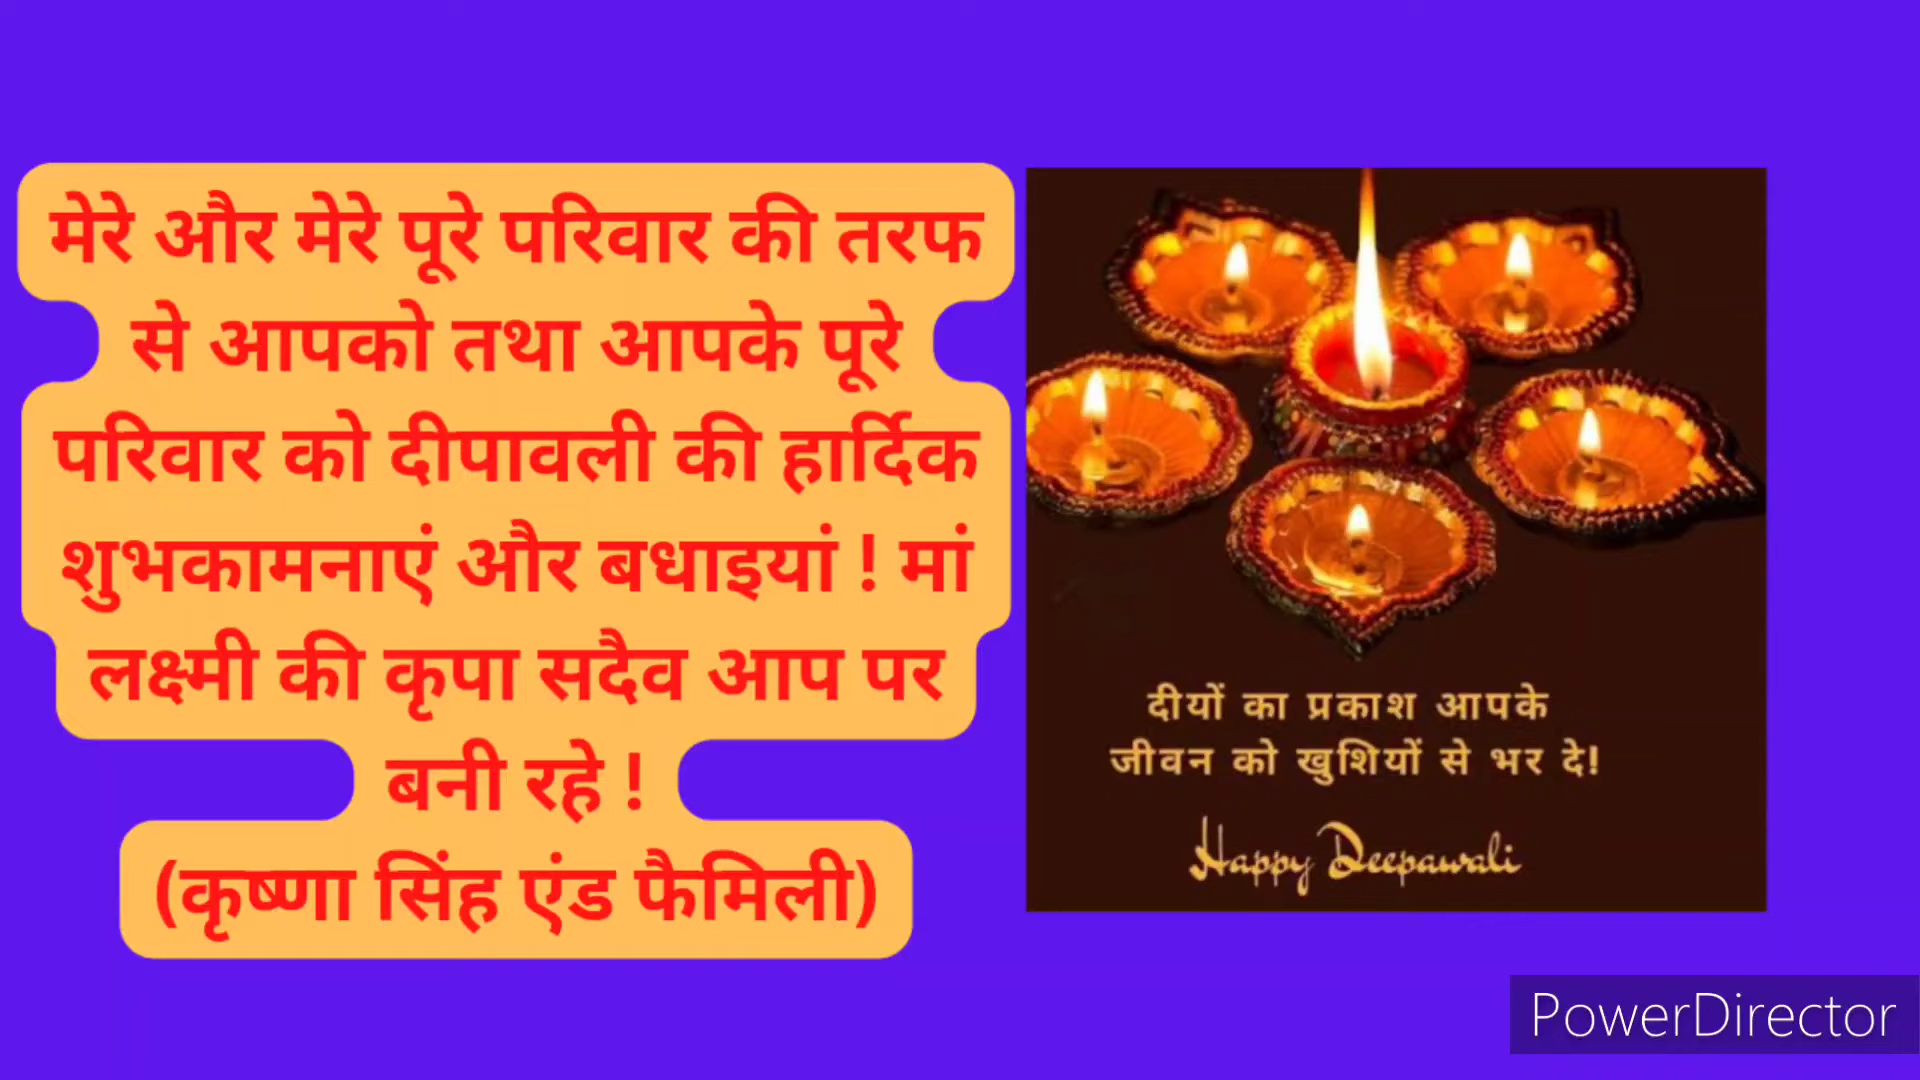 मेरे और मेरे पूरे परिवार की तरफ
से आपको तथा आपके पूरे
परिवार को दीपावली की हार्दिक
शुभकामनाएं और बधाइयां ! मां
लक्ष्मी की कृपा सदैव आप पर
बनी रहे !
(कृष्णा सिंह एंड फैमिली)
दीयों का प्रकाश आपके
जीवन को खुशियों से भर दे!
Happy Deepawali
PowerDirector